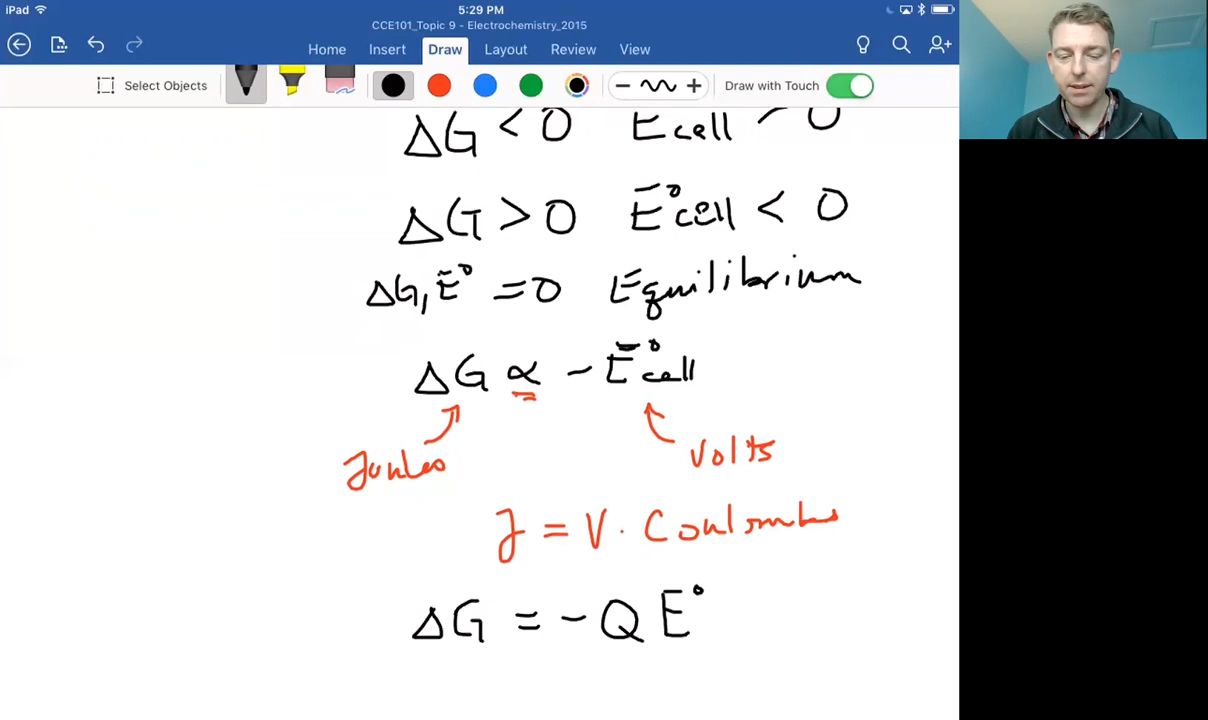 iPad 5:29 PM
CCE101_Topic 9 - Electrochemistry_2015
Home Insert Draw Layout Review View
Select Objects Draw with Touch
ΔG < 0 Ecell > 0
ΔG > 0 E°cell < 0
ΔG, E° = 0 Equilibrium
ΔG α - E°cell
Joules Volts
J = V · Coulombs
ΔG = - Q E°